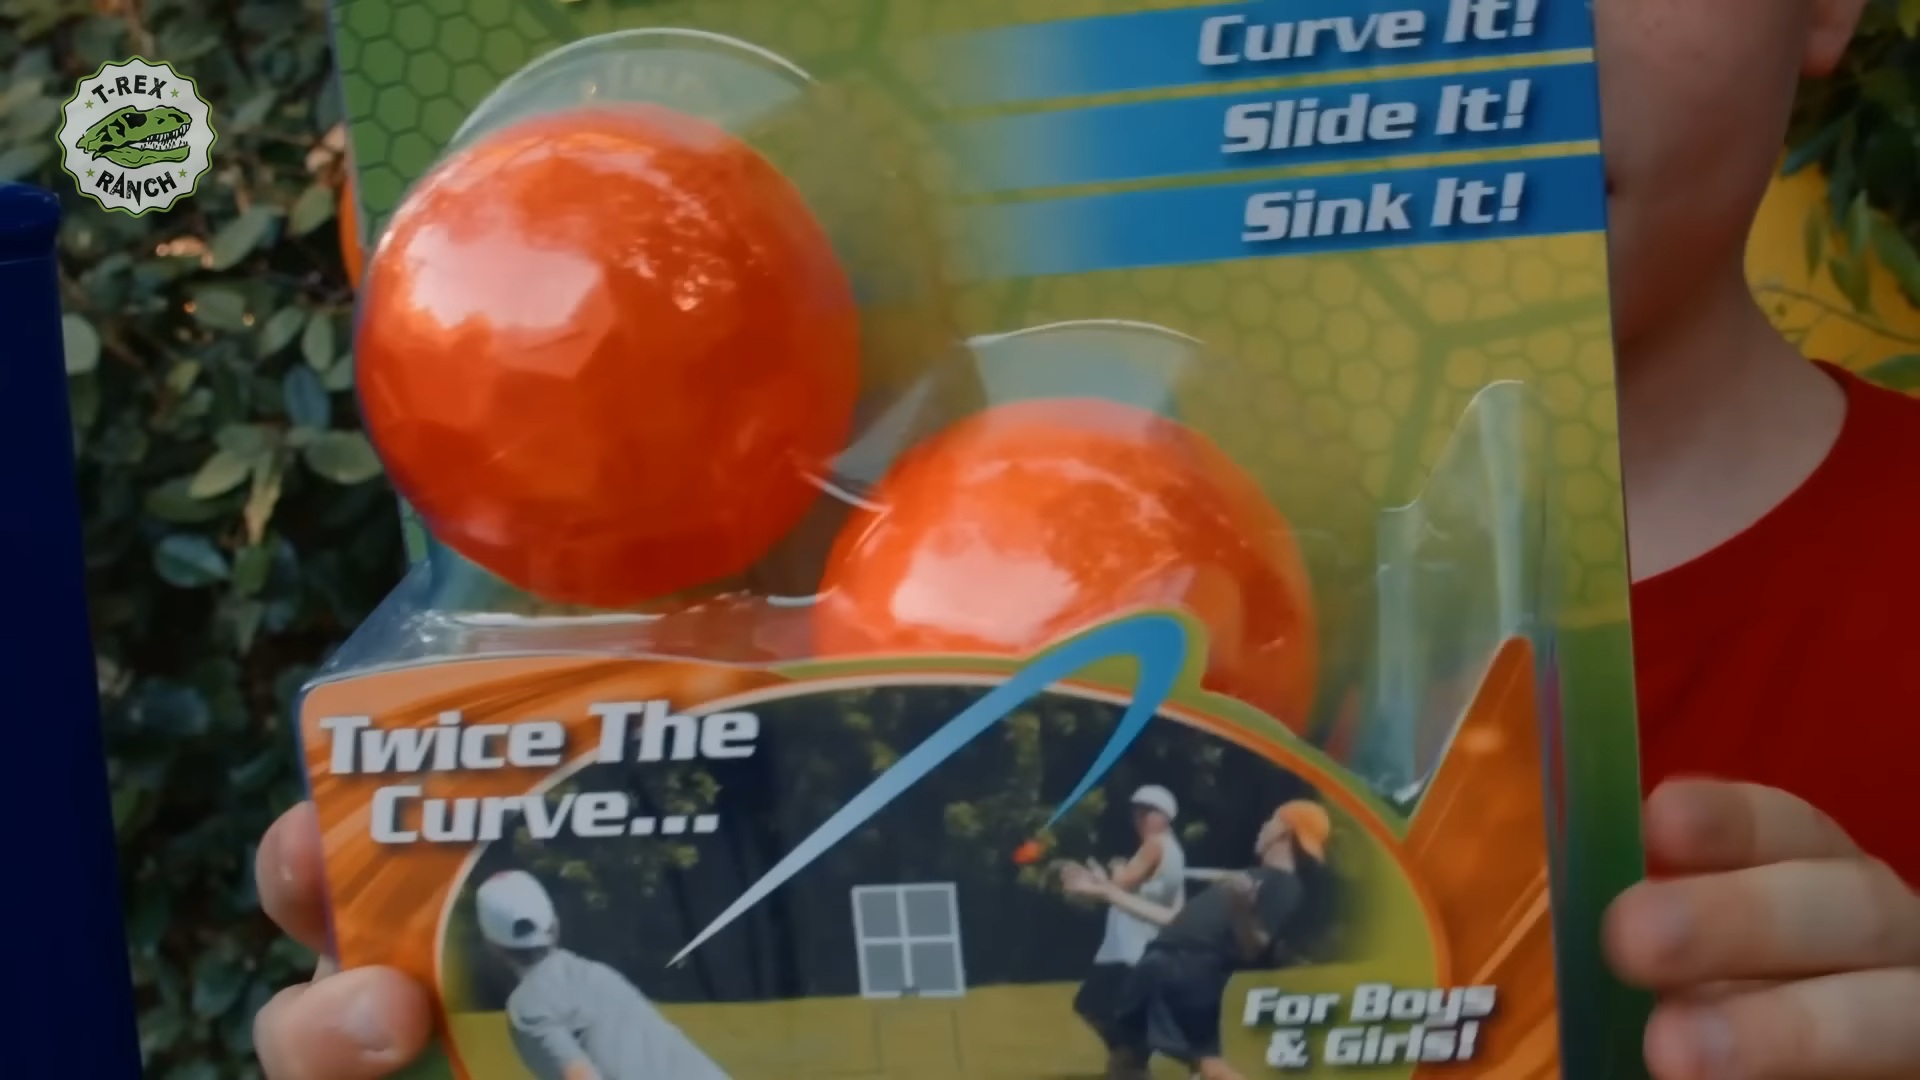 T-REX
RANCH
Curve It!
Slide It!
Sink It!
Twice The
Curve...
For Boys
& Girls!